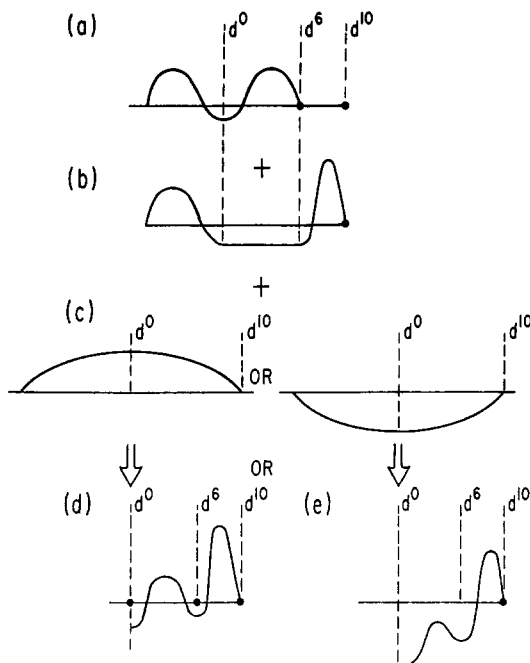 (a) d⁰ d⁶ d¹⁰
+
(b)
+
(c) d⁰ d¹⁰ OR d⁰ d¹⁰
OR
(d) d⁰ d⁶ d¹⁰ (e) d⁰ d⁶ d¹⁰